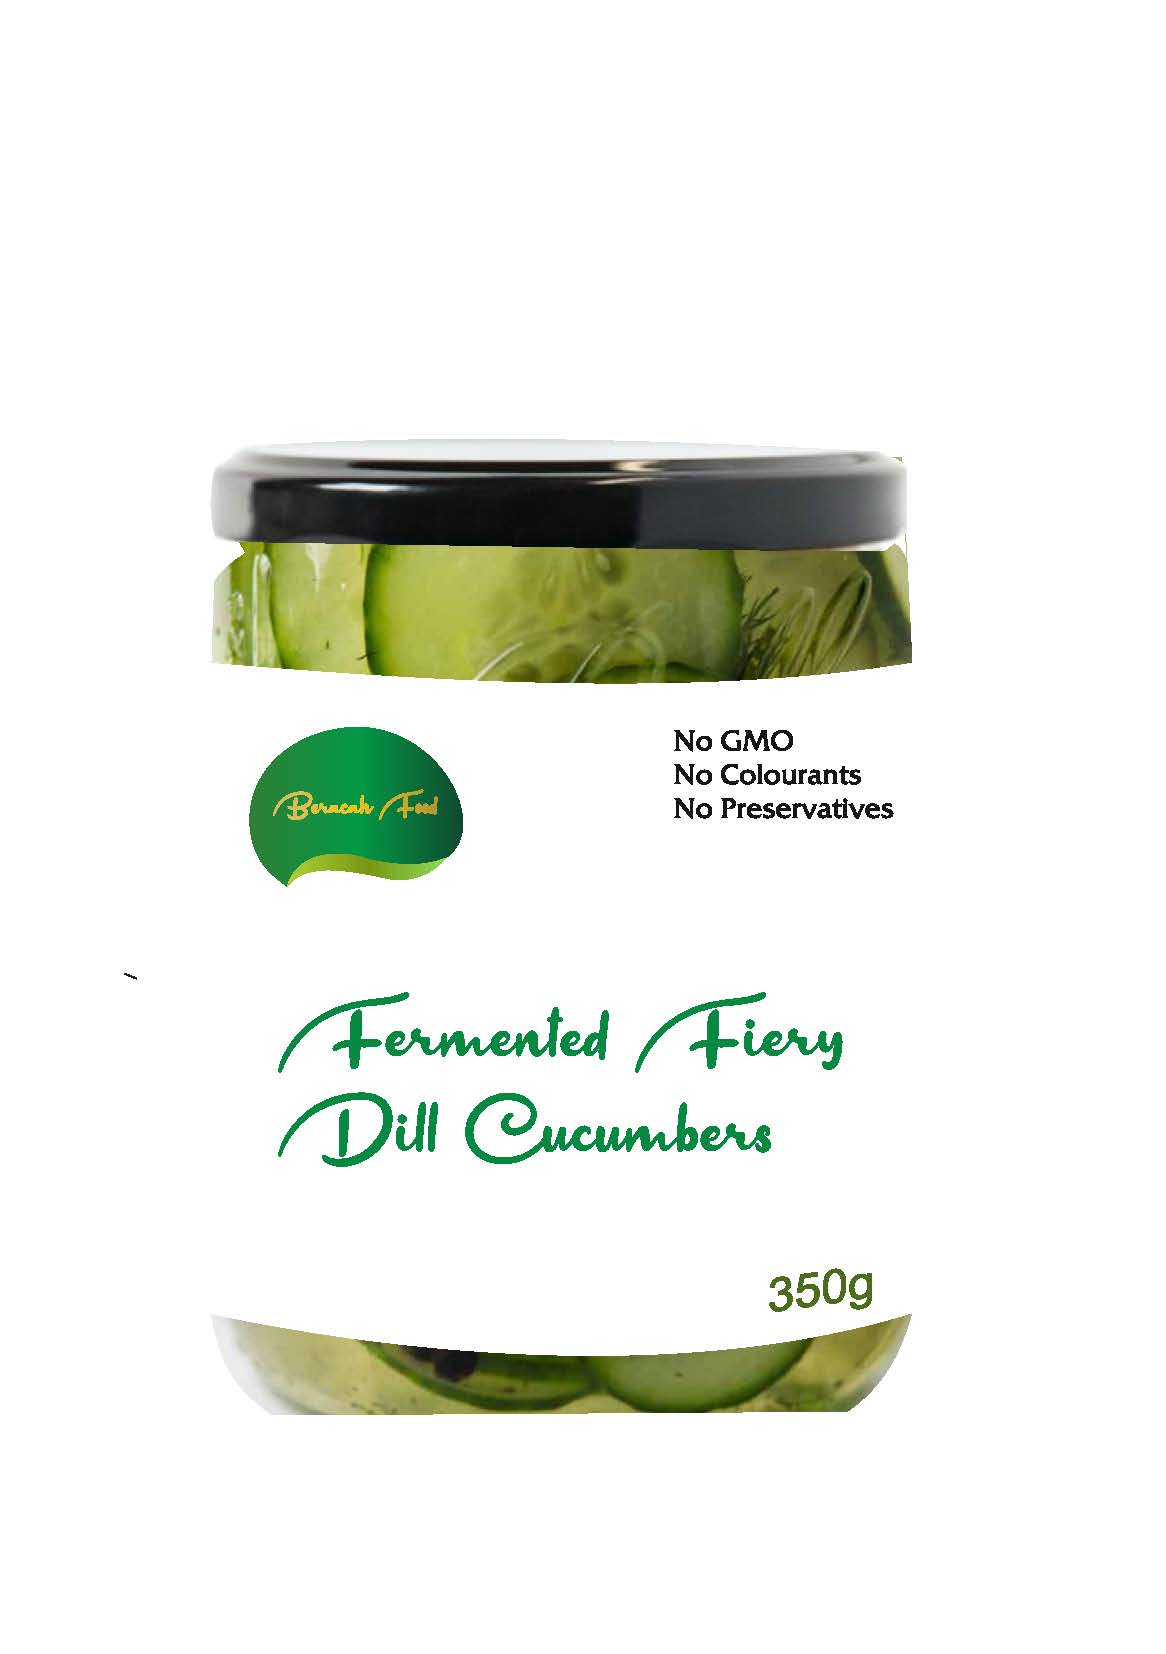 Beracah Food
No GMO
No Colourants
No Preservatives
Fermented Fiery
Dill Cucumbers
350g